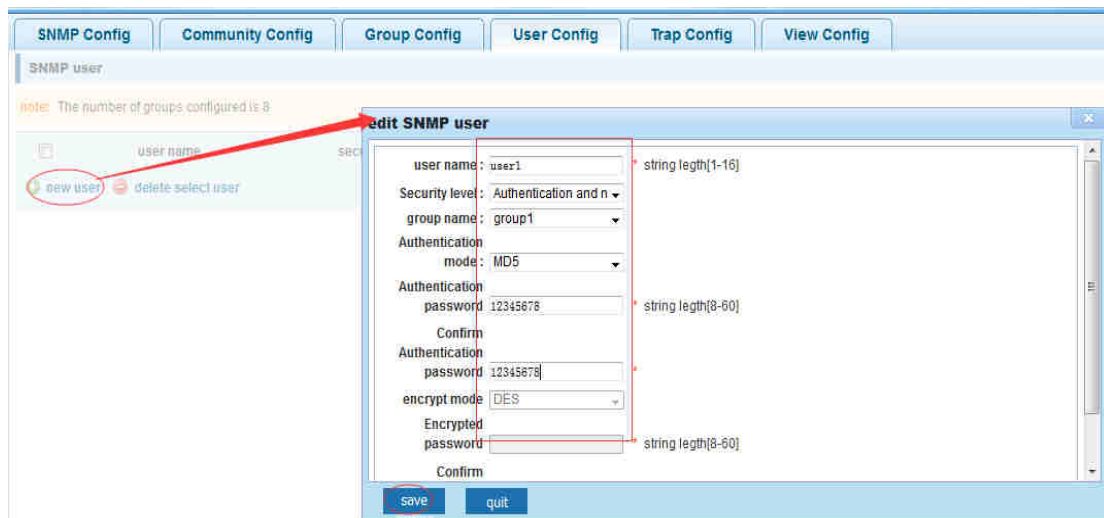 SNMP Config Community Config Group Config User Config Trap Config View Config
SNMP user
note: The number of groups configured is 8
user name
new user delete select user
edit SNMP user
user name : user1 * string legth[1-16]
Security level : Authentication and n
group name : group1
Authentication
mode : MD5
Authentication
password 12345678 * string legth[8-60]
Confirm
Authentication
password 12345678 *
encrypt mode DES
Encrypted
password * string legth[8-60]
Confirm
save quit